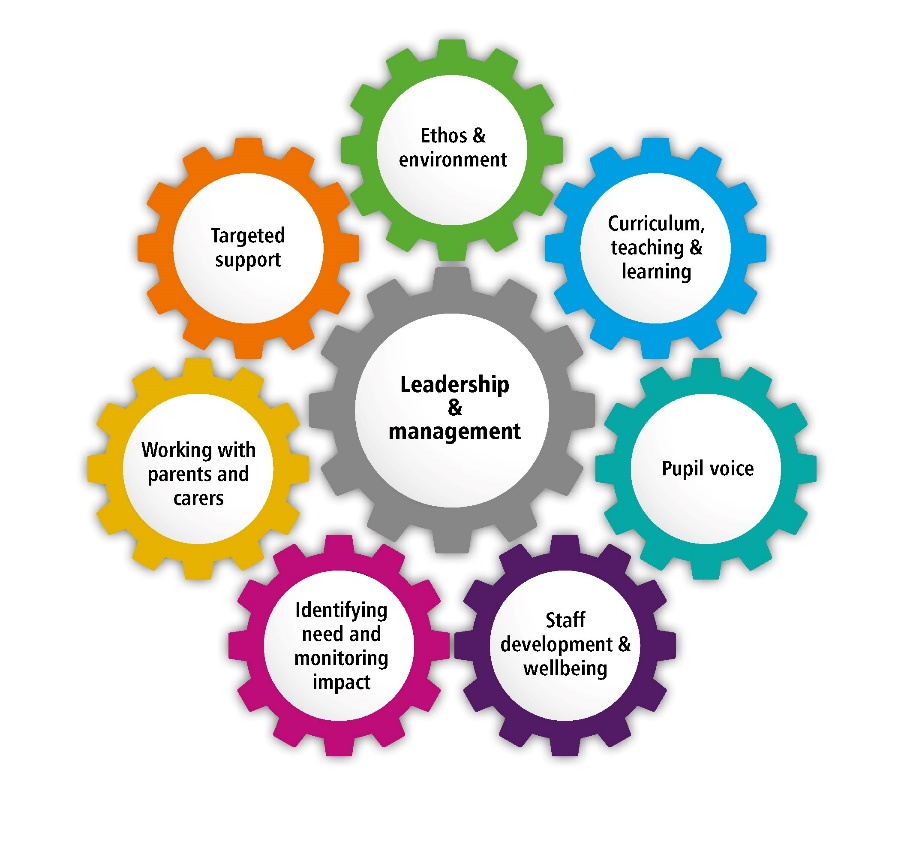 Ethos &
environment
Curriculum,
teaching &
learning
Pupil voice
Staff
development &
wellbeing
Identifying
need and
monitoring
impact
Working with
parents and
carers
Targeted
support
Leadership
&
management